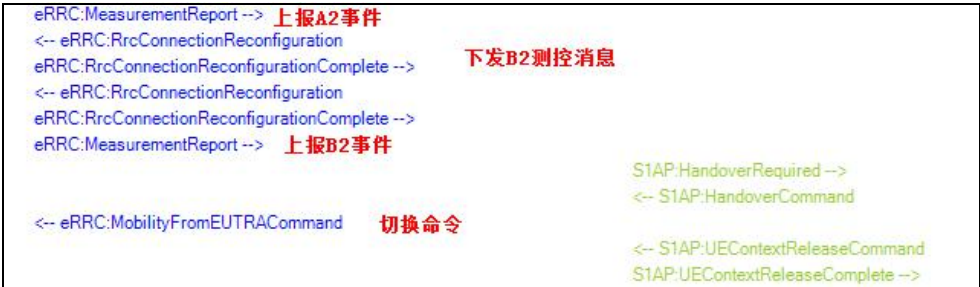 eRRC:MeasurementReport --> 上报A2事件
<-- eRRC:RrcConnectionReconfiguration
下发B2测控消息
eRRC:RrcConnectionReconfigurationComplete -->
<-- eRRC:RrcConnectionReconfiguration
eRRC:RrcConnectionReconfigurationComplete -->
eRRC:MeasurementReport --> 上报B2事件
S1AP:HandoverRequired -->
<-- S1AP:HandoverCommand
<-- eRRC:MobilityFromEUTRACommand 切换命令
<-- S1AP:UEContextReleaseCommand
S1AP:UEContextReleaseComplete -->